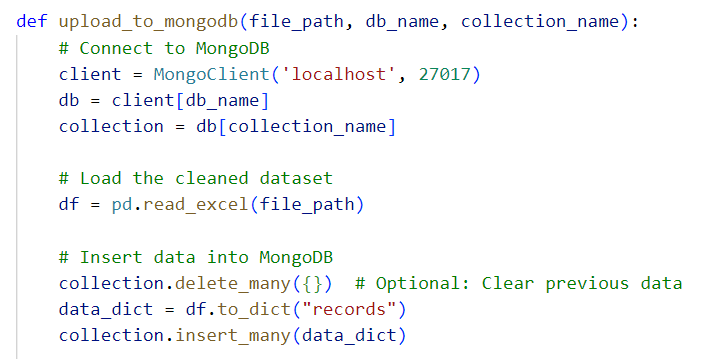 def upload_to_mongodb(file_path, db_name, collection_name):
    # Connect to MongoDB
    client = MongoClient('localhost', 27017)
    db = client[db_name]
    collection = db[collection_name]

    # Load the cleaned dataset
    df = pd.read_excel(file_path)

    # Insert data into MongoDB
    collection.delete_many({})  # Optional: Clear previous data
    data_dict = df.to_dict("records")
    collection.insert_many(data_dict)